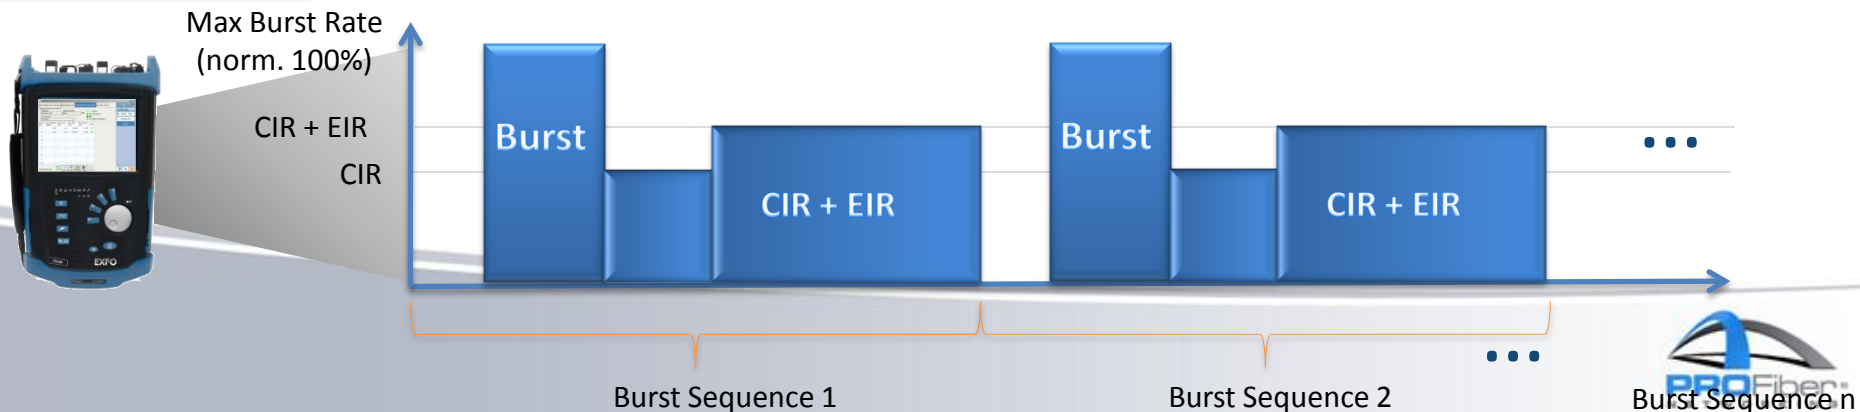 Max Burst Rate
(norm. 100%)
CIR + EIR
CIR
Burst
CIR + EIR
Burst
CIR + EIR
...
EXFO
...
Burst Sequence 1
Burst Sequence 2
PROFiber
Burst Sequence n